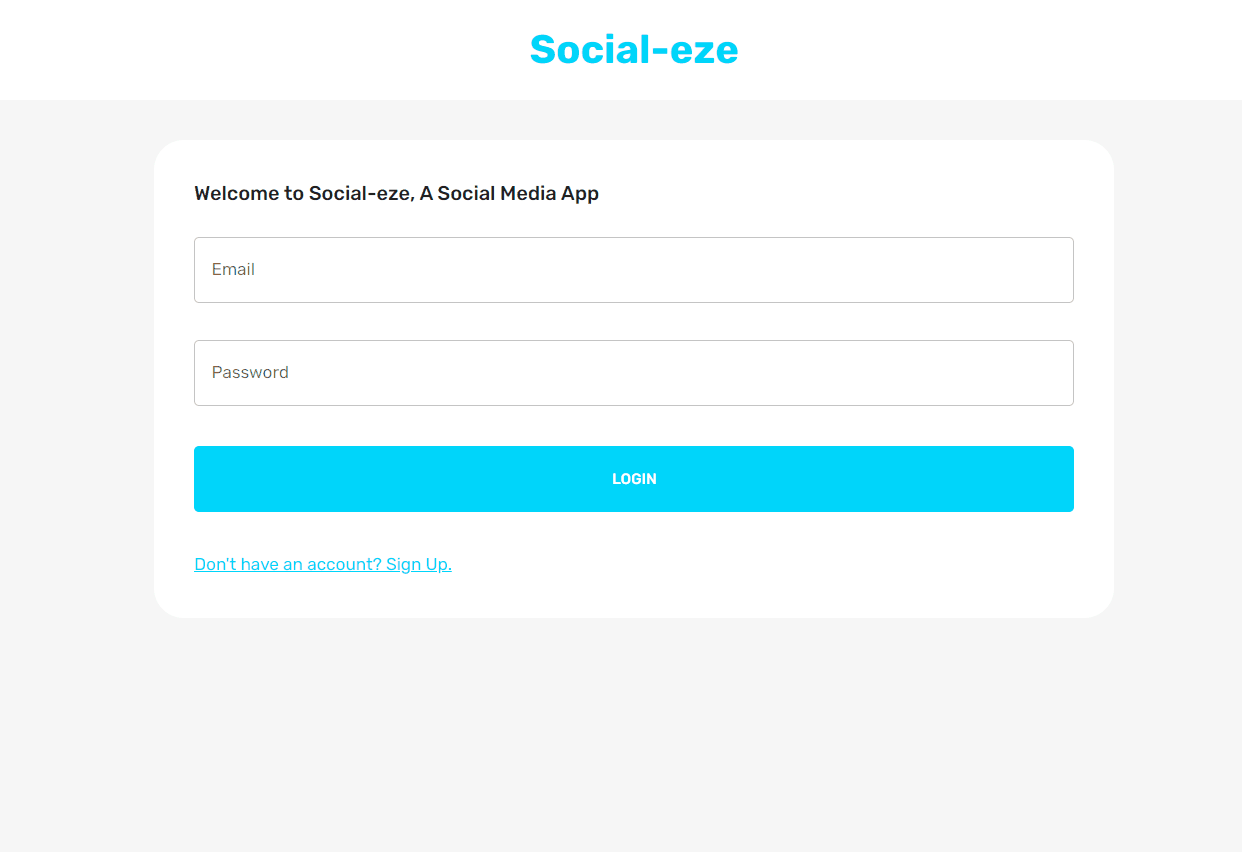 Social-eze
Welcome to Social-eze, A Social Media App
Email
Password
LOGIN
Don't have an account? Sign Up.